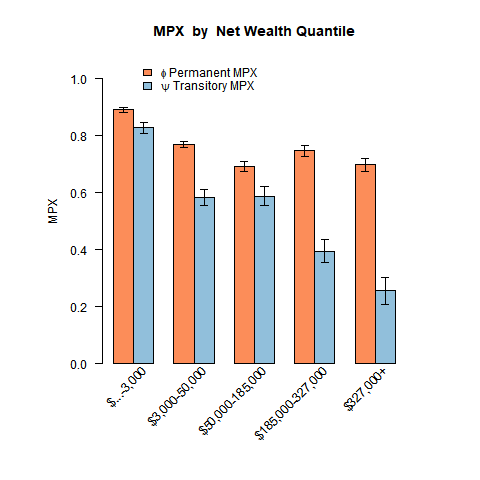 MPX by Net Wealth Quantile
ϕ Permanent MPX
ψ Transitory MPX
1.0
0.8
0.6
0.4
0.2
0.0
MPX
$...-3,000
$3,000-50,000
$50,000-185,000
$185,000-327,000
$327,000+